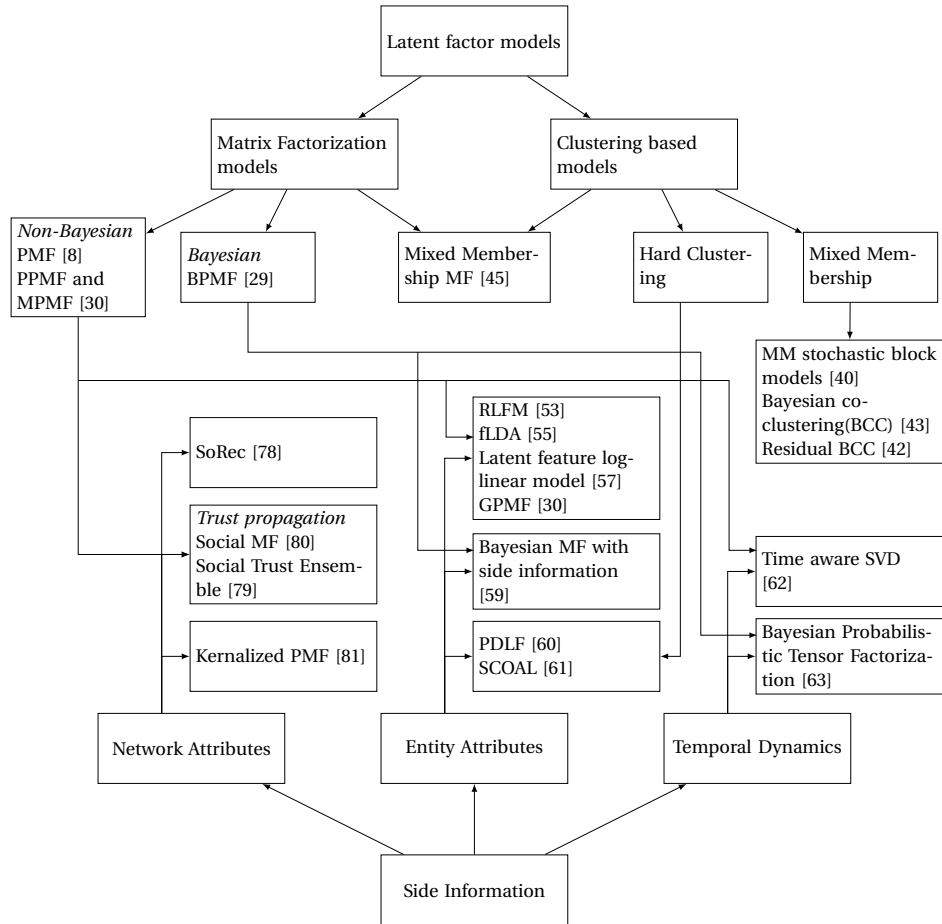 Latent factor models
Matrix Factorization
models
Clustering based
models
Non-Bayesian
PMF [8]
PPMF and
MPMF [30]
Bayesian
BPMF [29]
Mixed Member-
ship MF [45]
Hard Cluster-
ing
Mixed Mem-
bership
MM stochastic block
models [40]
Bayesian co-
clustering(BCC) [43]
Residual BCC [42]
SoRec [78]
RLFM [53]
fLDA [55]
Latent feature log-
linear model [57]
GPMF [30]
Trust propagation
Social MF [80]
Social Trust Ensem-
ble [79]
Bayesian MF with
side information
[59]
Time aware SVD
[62]
Kernalized PMF [81]
PDLF [60]
SCOAL [61]
Bayesian Probabilis-
tic Tensor Factoriza-
tion [63]
Network Attributes
Entity Attributes
Temporal Dynamics
Side Information